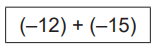 (–12) + (–15)